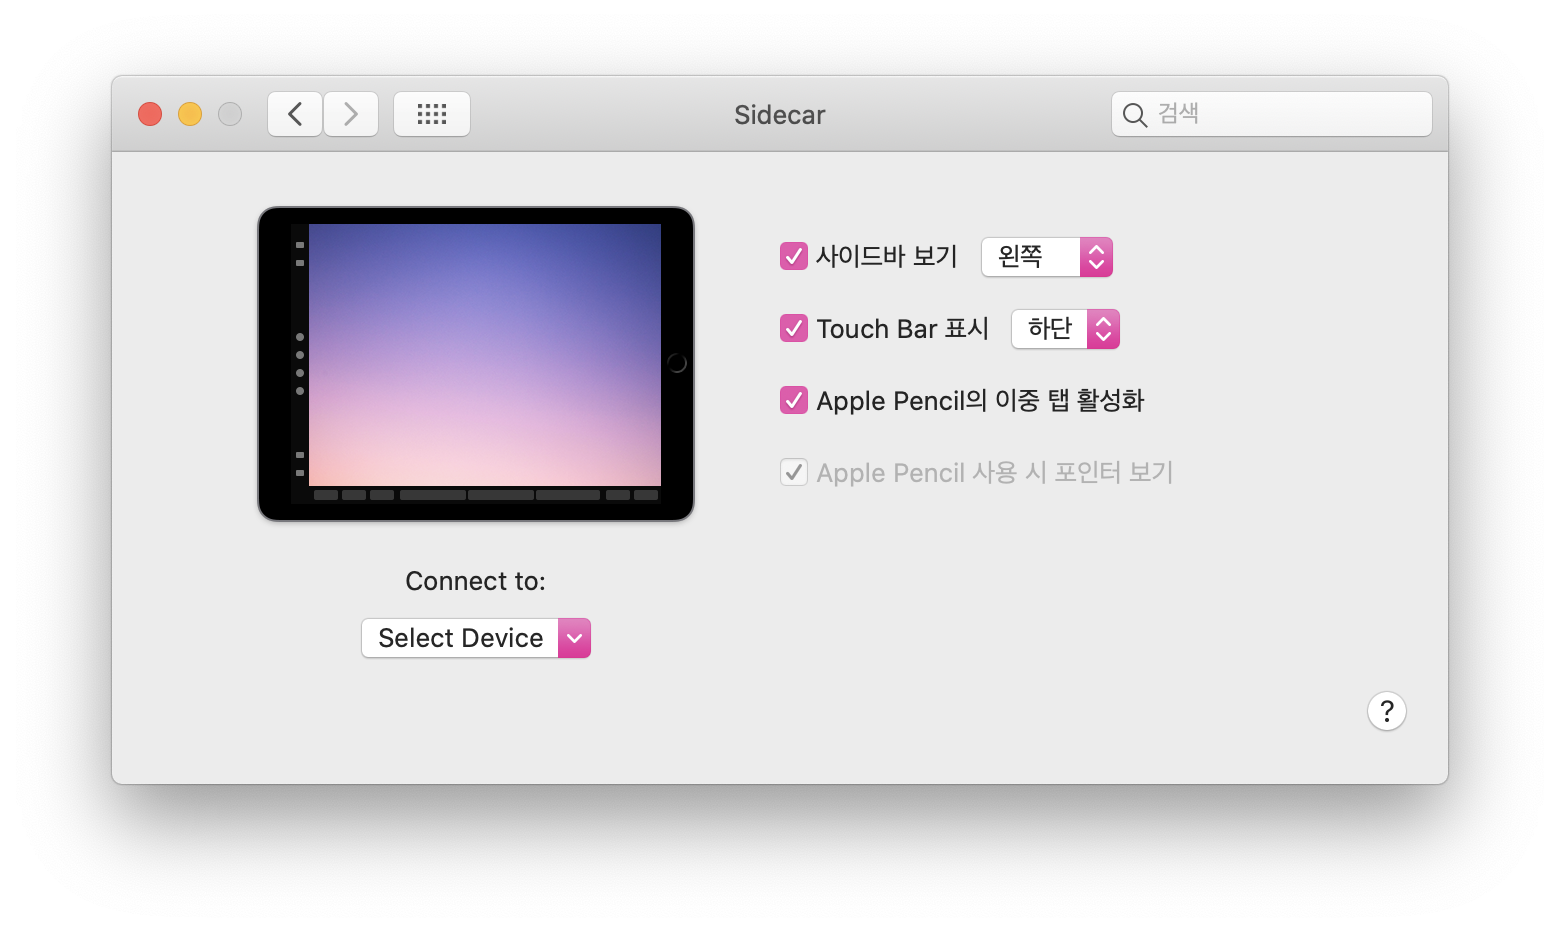 Sidecar
검색
사이드바 보기 왼쪽
Touch Bar 표시 하단
Apple Pencil의 이중 탭 활성화
Apple Pencil 사용 시 포인터 보기
Connect to:
Select Device
?